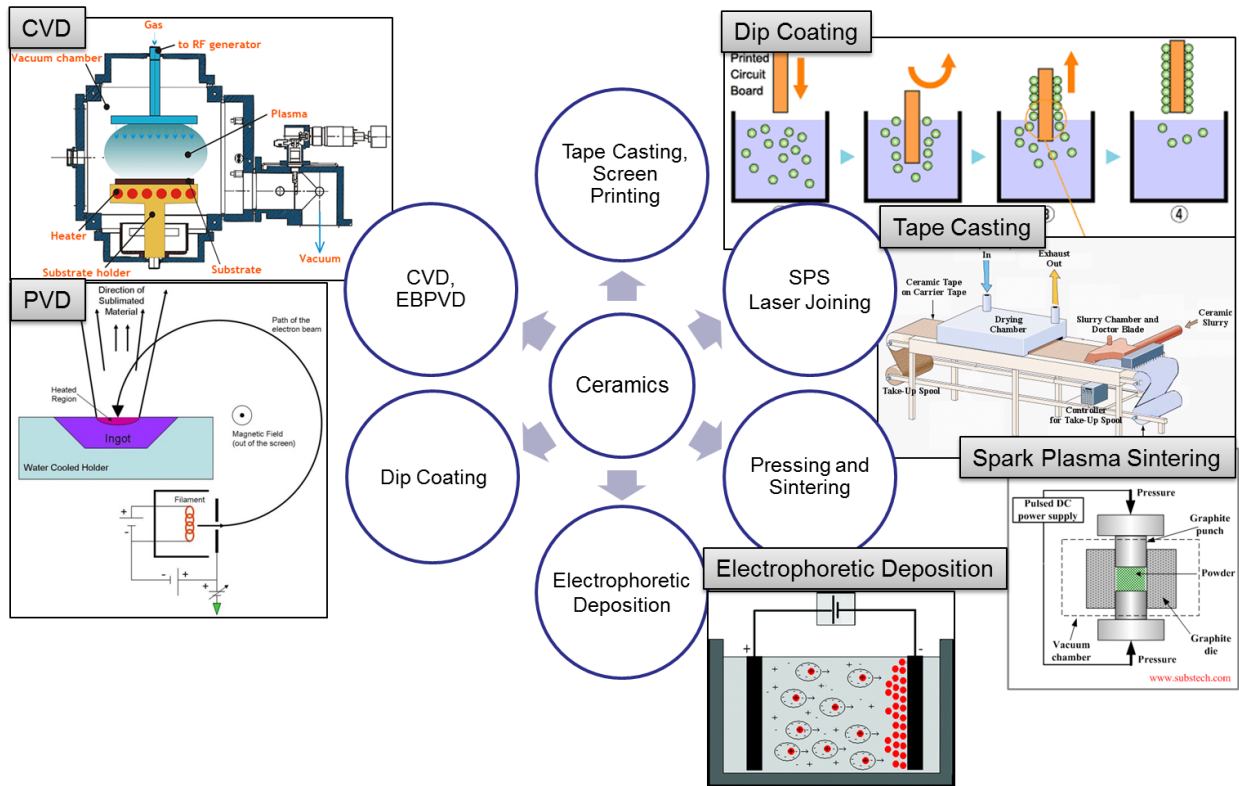 CVD
Gas
to RF generator
Vacuum chamber
Plasma
Heater
Substrate holder
Substrate
Vacuum
PVD
Direction of
Sublimated
Material
Path of the
electron beam
Heated
Region
Ingot
Magnetic Field
(out of the screen)
Water Cooled Holder
Filament
+
-
-
+
+
-
Tape Casting,
Screen
Printing
CVD,
EBPVD
SPS
Laser Joining
Ceramics
Dip Coating
Pressing and
Sintering
Electrophoretic
Deposition
Dip Coating
Printed
Circuit
Board
④
Tape Casting
In
Exhaust
Out
Ceramic Tape
on Carrier Tape
Drying
Chamber
Slurry Chamber and
Doctor Blade
Ceramic
Slurry
Take-Up Spool
Controller
for Take-Up Spool
Spark Plasma Sintering
Pulsed DC
power supply
Pressure
Graphite
punch
Powder
Vacuum
chamber
Graphite
die
Pressure
www.substech.com
Electrophoretic Deposition
+
-